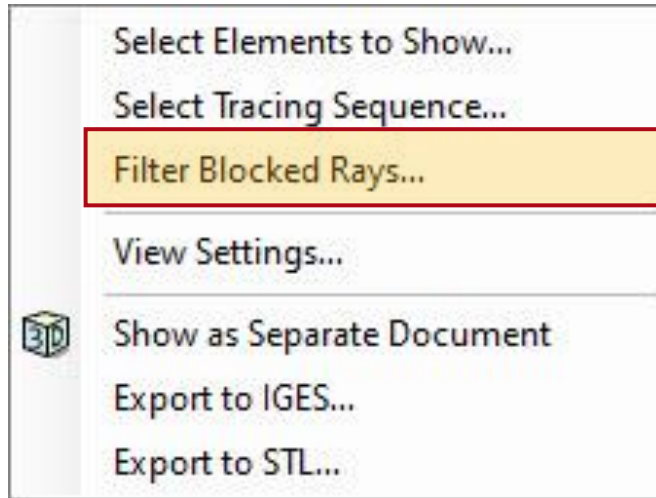 Select Elements to Show...
Select Tracing Sequence...
Filter Blocked Rays...
View Settings...
3D Show as Separate Document
Export to IGES...
Export to STL...